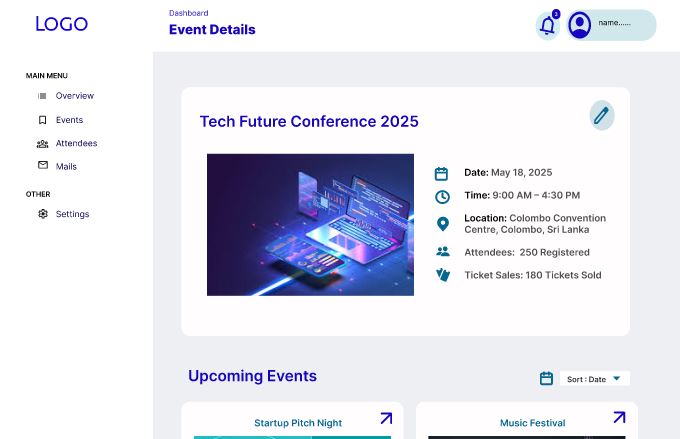 LOGO
Dashboard
Event Details
3
name......
MAIN MENU
Overview
Events
Attendees
Mails
OTHER
Settings
Tech Future Conference 2025
Date: May 18, 2025
Time: 9:00 AM – 4:30 PM
Location: Colombo Convention
Centre, Colombo, Sri Lanka
Attendees: 250 Registered
Ticket Sales: 180 Tickets Sold
Upcoming Events
Sort : Date
Startup Pitch Night
Music Festival